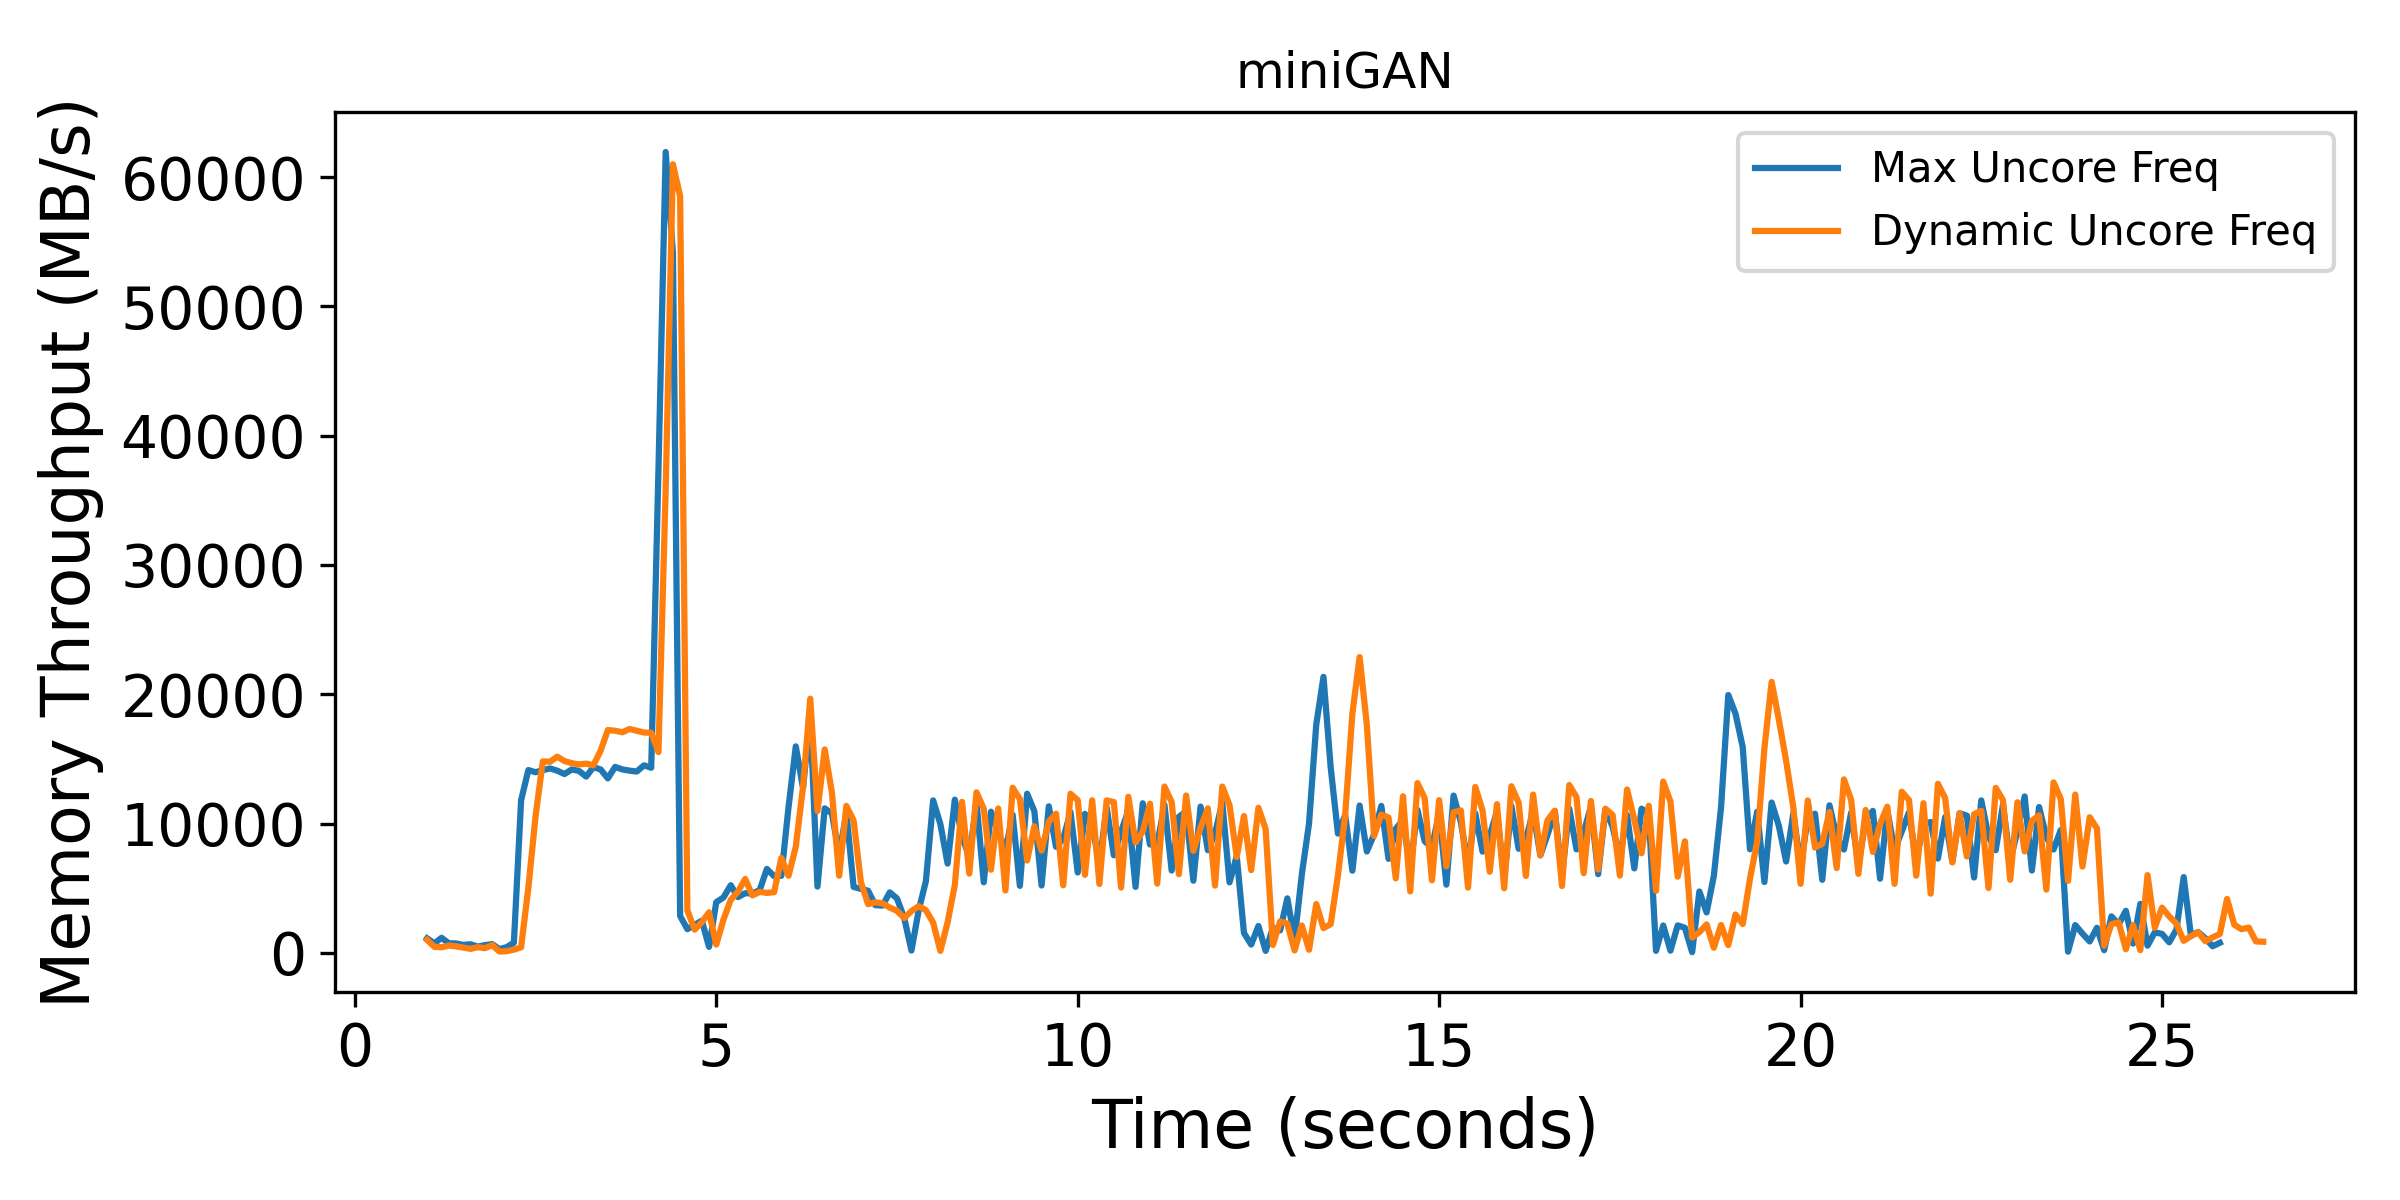 miniGAN
Memory Throughput (MB/s)
60000
50000
40000
30000
20000
10000
0
Max Uncore Freq
Dynamic Uncore Freq
0 5 10 15 20 25
Time (seconds)